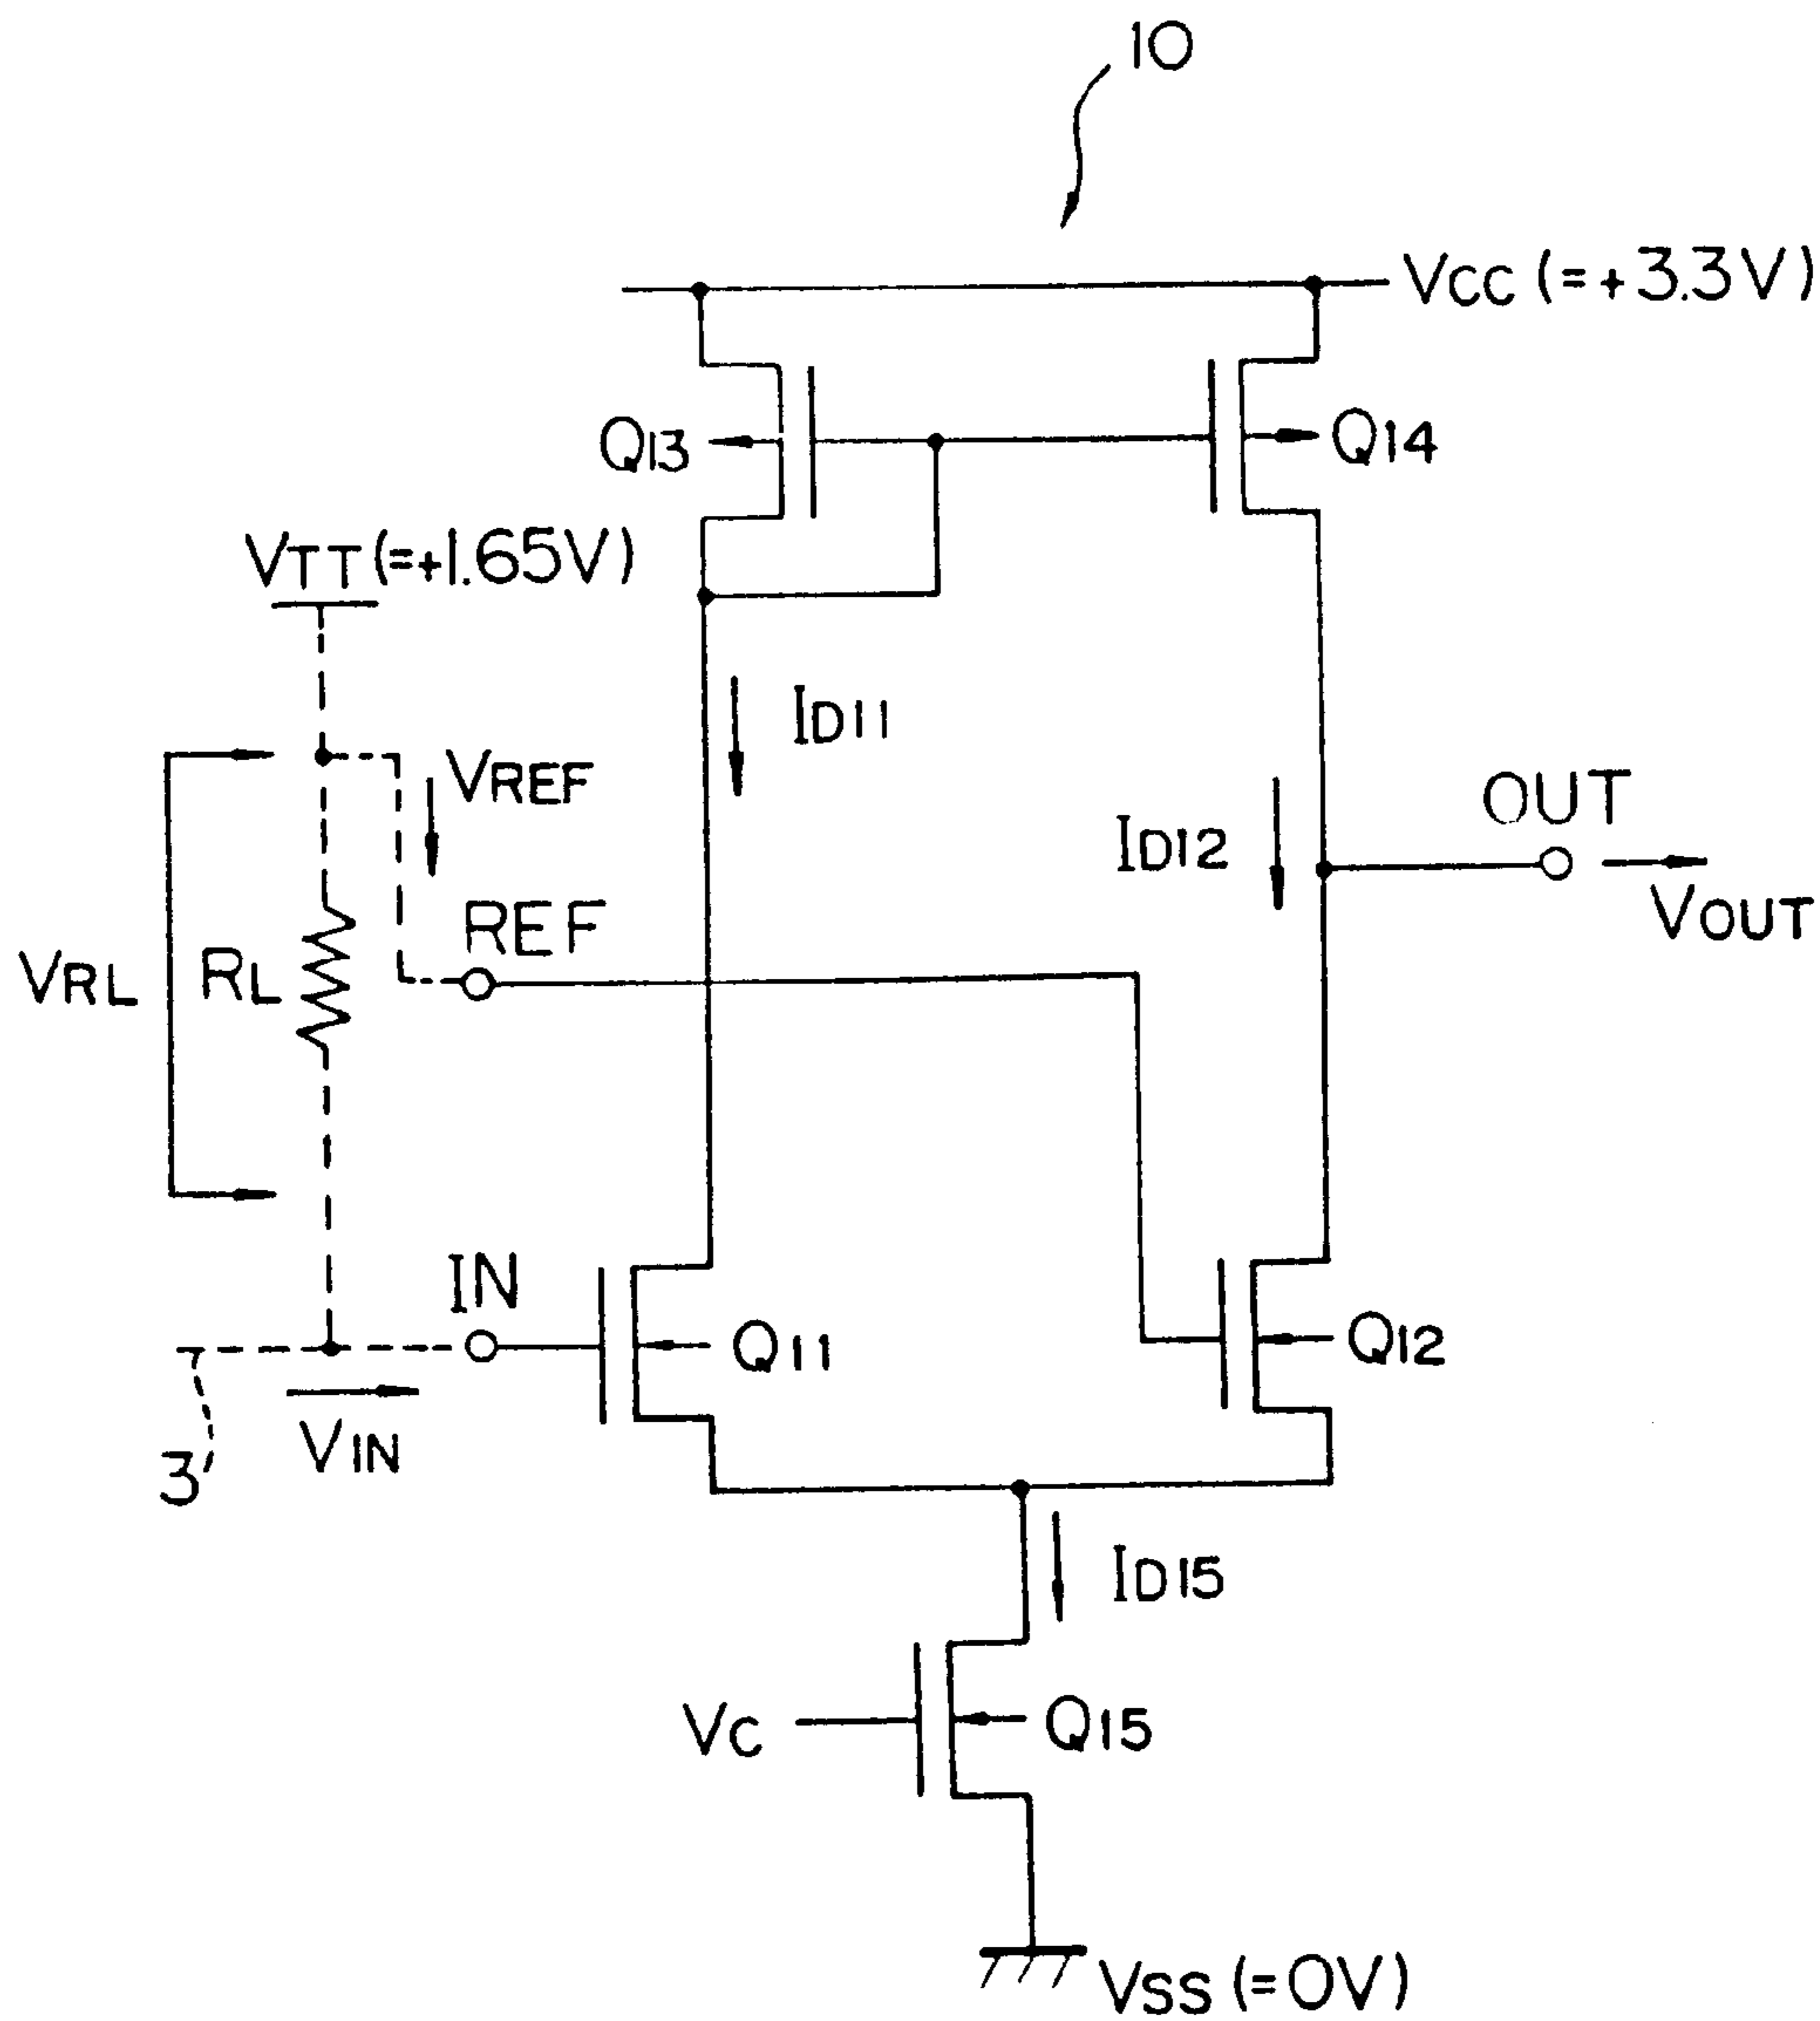 10
VCC (=+3.3V)
Q13
Q14
VTT (=+1.65V)
ID11
VREF
OUT
ID12
VOUT
REF
VRL
RL
IN
Q11
Q12
VIN
3'
ID15
VC
Q15
VSS (=0V)